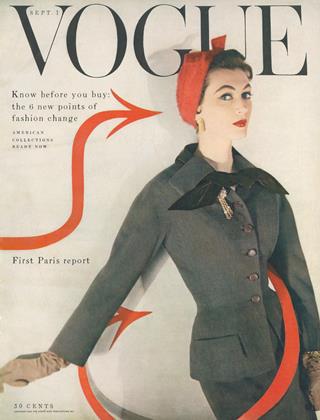 VOGUE
SEPT. 1
Know before you buy:
the 6 new points of
fashion change
AMERICAN
COLLECTIONS
READY NOW
First Paris report
50 CENTS